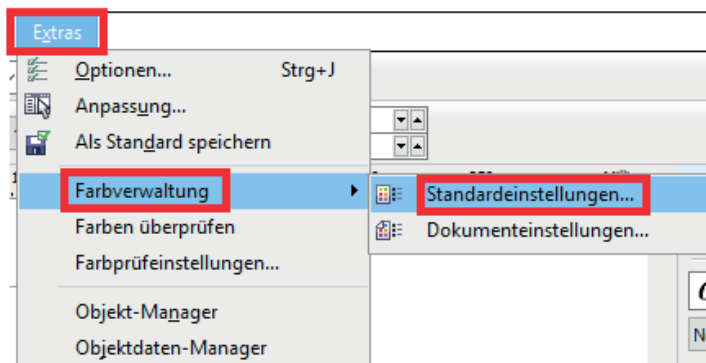 Extras
Optionen... Strg+J
Anpassung...
Als Standard speichern
Farbverwaltung
Standardeinstellungen...
Farben überprüfen
Dokumenteinstellungen...
Farbprüfeinstellungen...
Objekt-Manager
Objektdaten-Manager